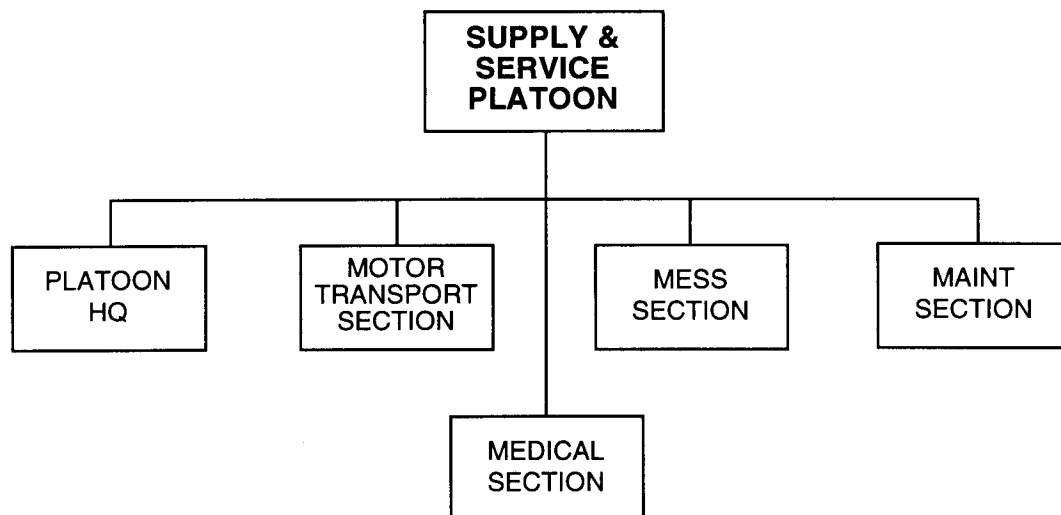 SUPPLY &
SERVICE
PLATOON
PLATOON
HQ
MOTOR
TRANSPORT
SECTION
MESS
SECTION
MAINT
SECTION
MEDICAL
SECTION